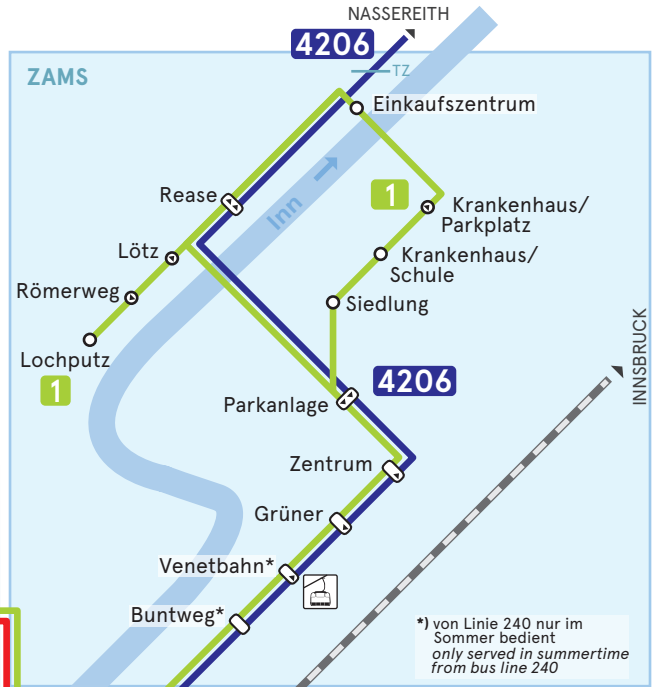 NASSEREITH
4206
ZAMS
TZ
Einkaufszentrum
Rease
Inn
1
Krankenhaus/
Parkplatz
Lötz
Krankenhaus/
Schule
Römerweg
Siedlung
Lochputz
1
4206
INNSBRUCK
Parkanlage
Zentrum
Grüner
Venetbahn*
Buntweg*
*) von Linie 240 nur im
Sommer bedient
only served in summertime
from bus line 240